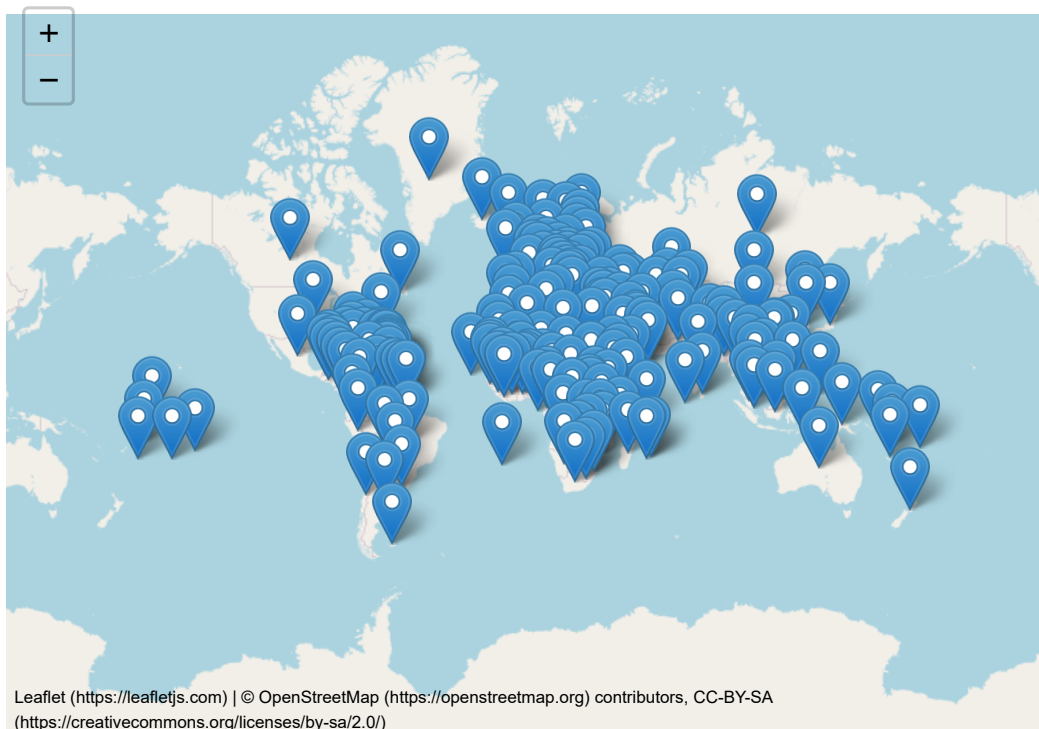 +
−
Leaflet (https://leafletjs.com) | © OpenStreetMap (https://openstreetmap.org) contributors, CC-BY-SA
(https://creativecommons.org/licenses/by-sa/2.0/)